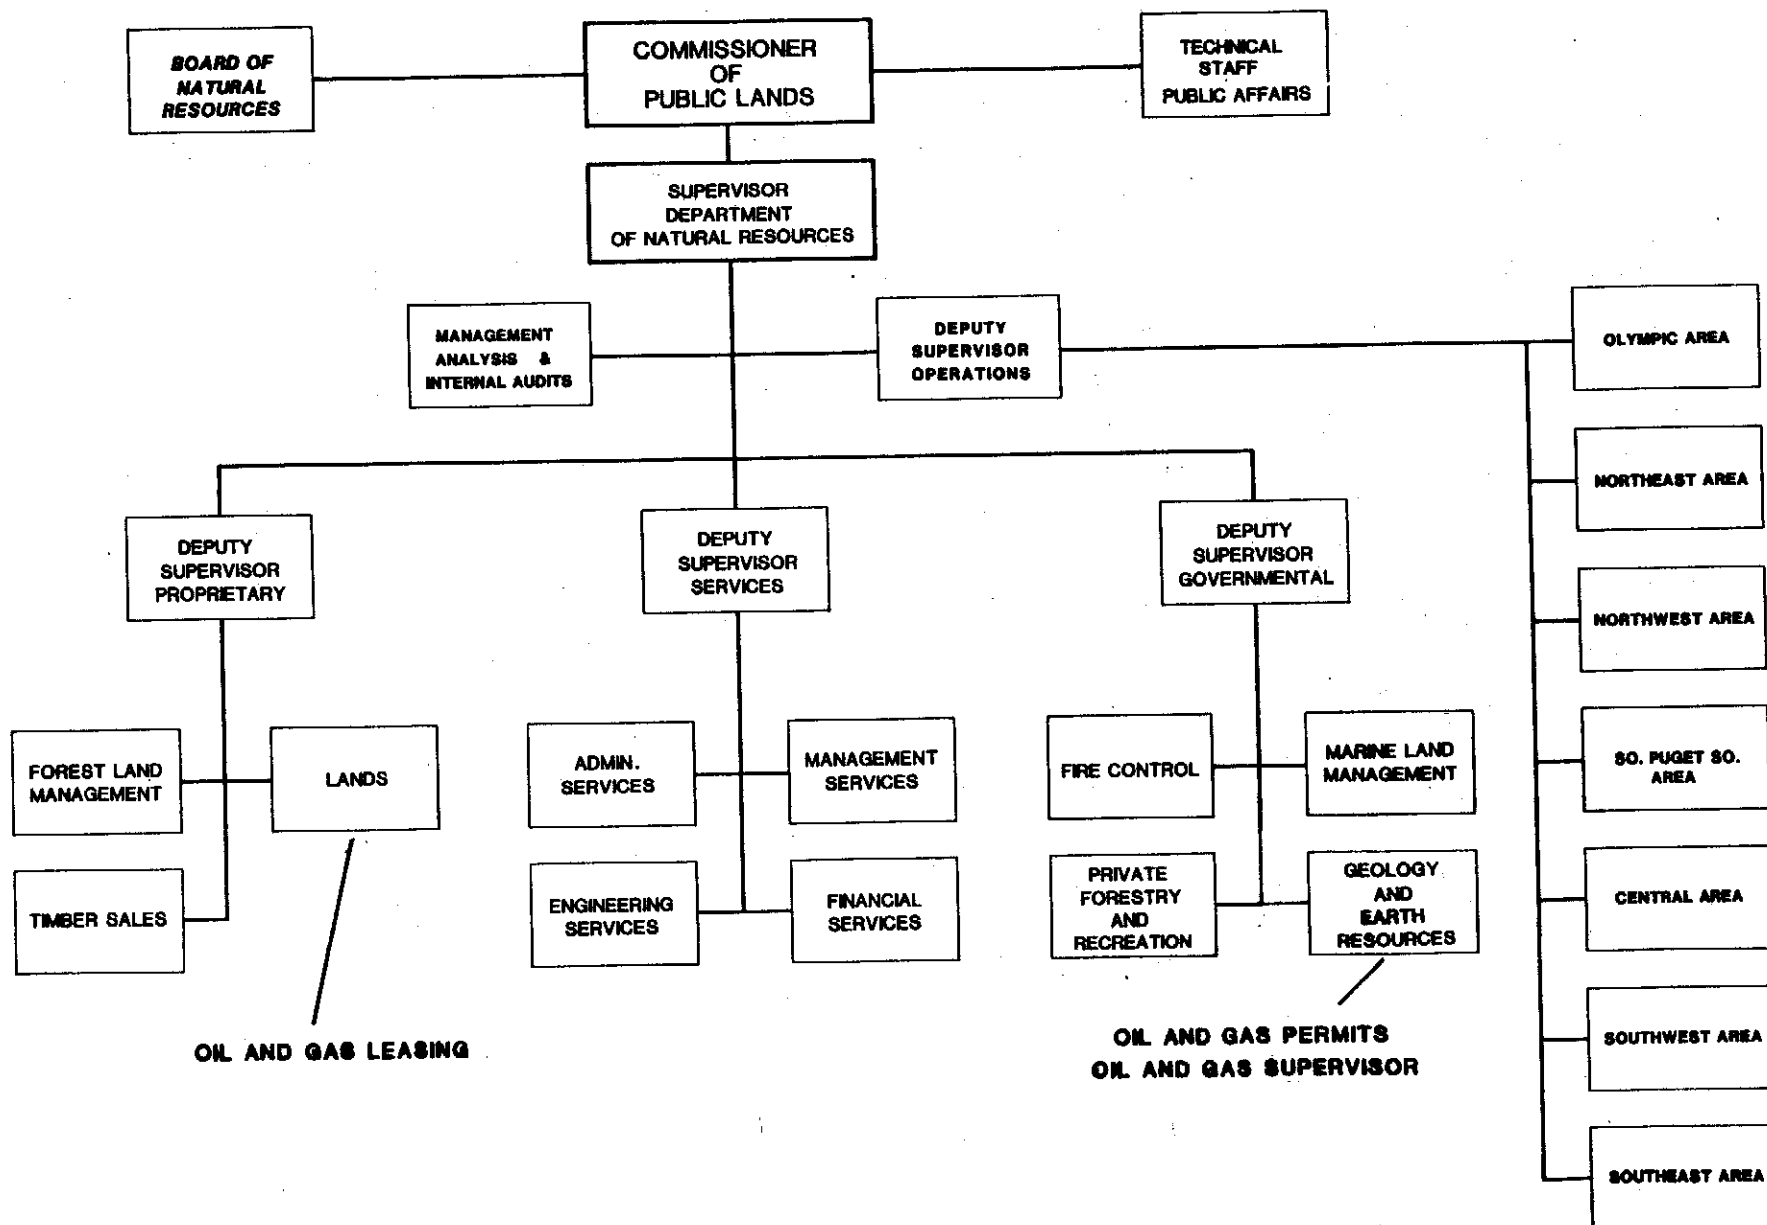 BOARD OF
NATURAL
RESOURCES
COMMISSIONER
OF
PUBLIC LANDS
TECHNICAL
STAFF
PUBLIC AFFAIRS
SUPERVISOR
DEPARTMENT
OF NATURAL RESOURCES
MANAGEMENT
ANALYSIS &
INTERNAL AUDITS
DEPUTY
SUPERVISOR
OPERATIONS
OLYMPIC AREA
NORTHEAST AREA
NORTHWEST AREA
SO. PUGET SO.
AREA
CENTRAL AREA
SOUTHWEST AREA
SOUTHEAST AREA
DEPUTY
SUPERVISOR
PROPRIETARY
DEPUTY
SUPERVISOR
SERVICES
DEPUTY
SUPERVISOR
GOVERNMENTAL
FOREST LAND
MANAGEMENT
LANDS
TIMBER SALES
OIL AND GAS LEASING
ADMIN.
SERVICES
MANAGEMENT
SERVICES
ENGINEERING
SERVICES
FINANCIAL
SERVICES
FIRE CONTROL
MARINE LAND
MANAGEMENT
PRIVATE
FORESTRY
AND
RECREATION
GEOLOGY
AND
EARTH
RESOURCES
OIL AND GAS PERMITS
OIL AND GAS SUPERVISOR